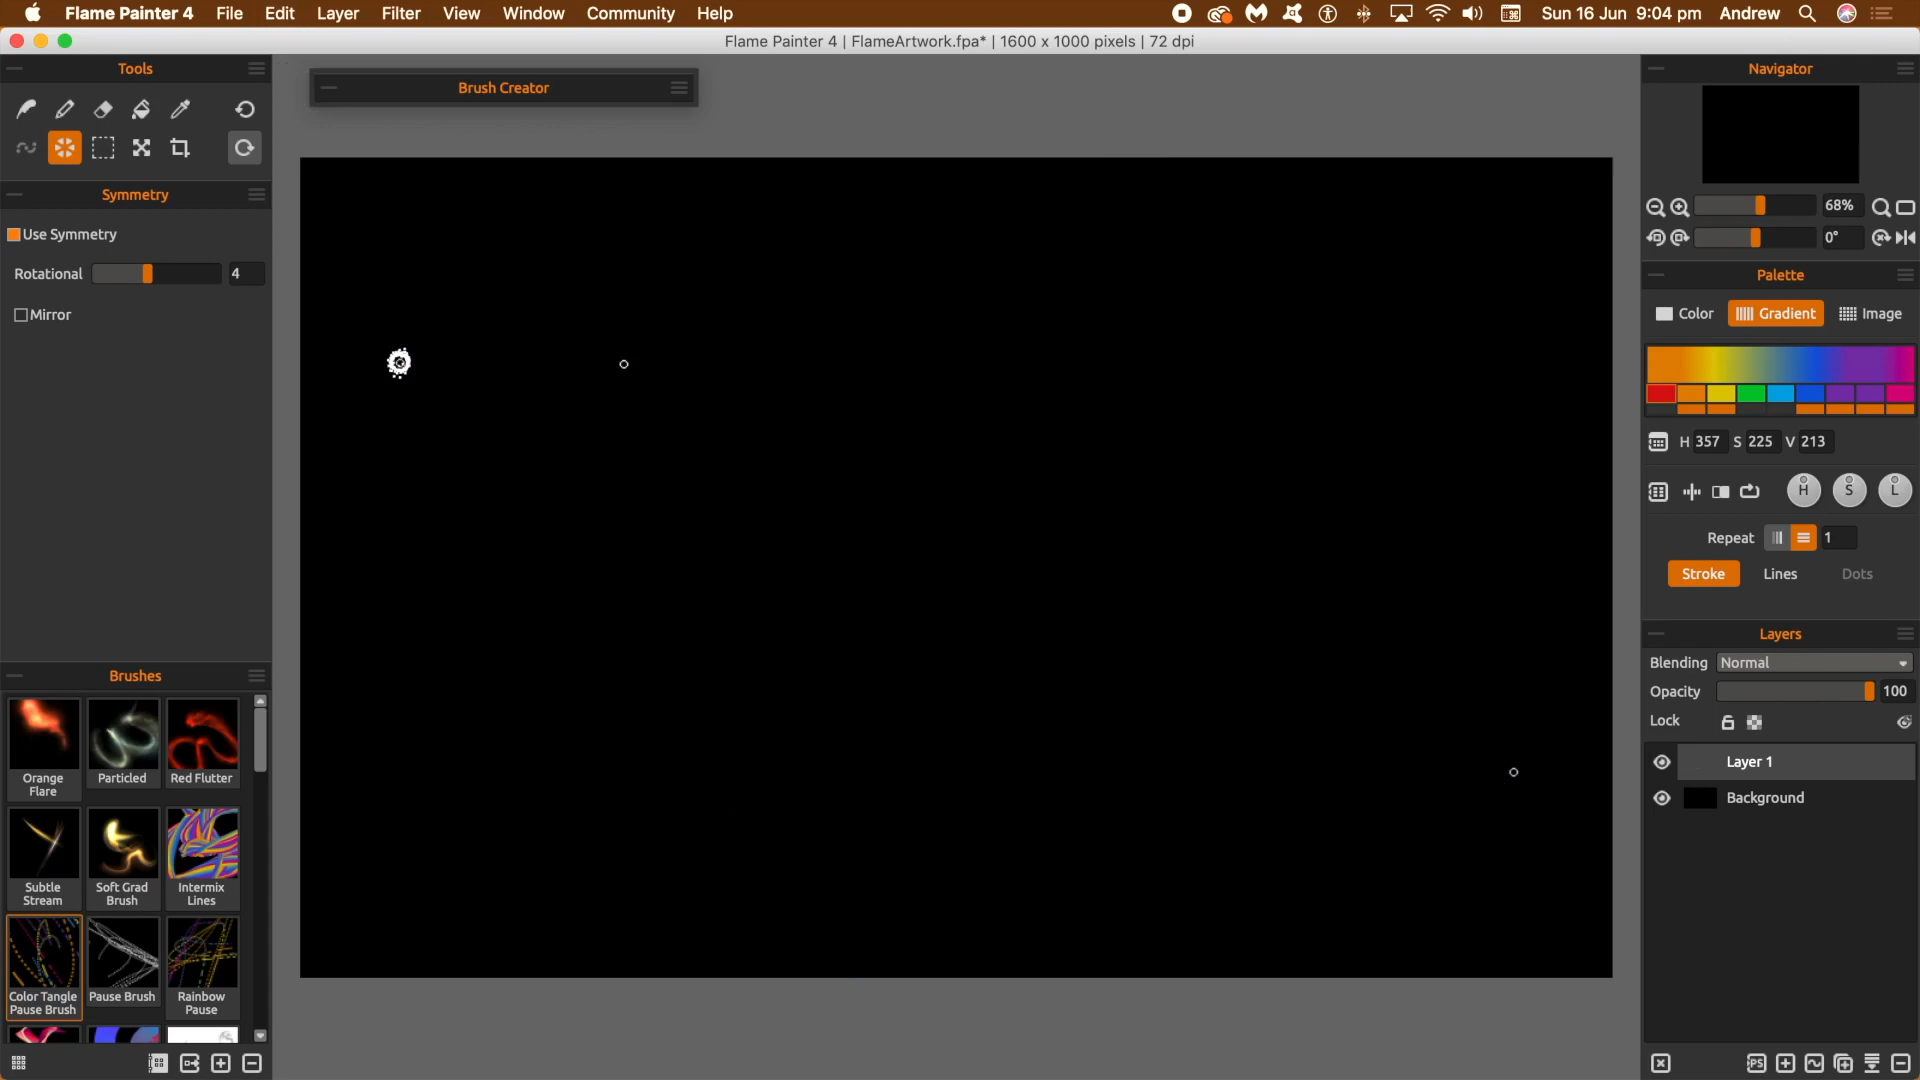 Flame Painter 4 File Edit Layer Filter View Window Community Help Sun 16 Jun 9:04 pm Andrew
Flame Painter 4 | FlameArtwork.fpa* | 1600 x 1000 pixels | 72 dpi
Tools
Symmetry
Use Symmetry
Rotational 4
Mirror
Brushes
Orange Flare
Particled
Red Flutter
Subtle Stream
Soft Grad Brush
Intermix Lines
Color Tangle Pause Brush
Pause Brush
Rainbow Pause
Brush Creator
Navigator
68%
0°
Palette
Color Gradient Image
H 357 S 225 V 213
H S L
Repeat 1
Stroke Lines Dots
Layers
Blending Normal
Opacity 100
Lock
Layer 1
Background
PS